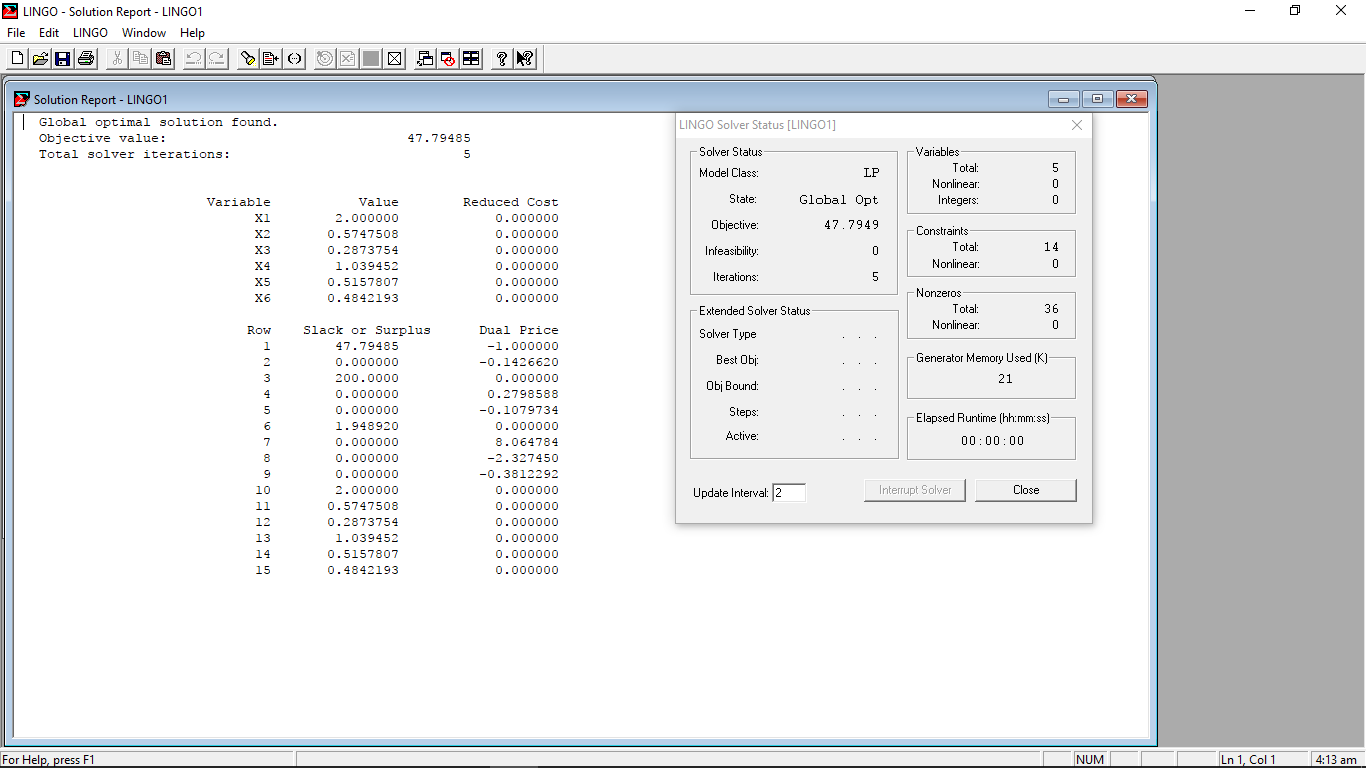 LINGO - Solution Report - LINGO1
File Edit LINGO Window Help
Solution Report - LINGO1
Global optimal solution found.
Objective value: 47.79485
Total solver iterations: 5
Variable Value Reduced Cost
X1 2.000000 0.000000
X2 0.5747508 0.000000
X3 0.2873754 0.000000
X4 1.039452 0.000000
X5 0.5157807 0.000000
X6 0.4842193 0.000000
Row Slack or Surplus Dual Price
1 47.79485 -1.000000
2 0.000000 -0.1426620
3 200.0000 0.000000
4 0.000000 0.2798588
5 0.000000 -0.1079734
6 1.948920 0.000000
7 0.000000 8.064784
8 0.000000 -2.327450
9 0.000000 -0.3812292
10 2.000000 0.000000
11 0.5747508 0.000000
12 0.2873754 0.000000
13 1.039452 0.000000
14 0.5157807 0.000000
15 0.4842193 0.000000
LINGO Solver Status [LINGO1]
Solver Status
Model Class: LP
State: Global Opt
Objective: 47.7949
Infeasibility: 0
Iterations: 5
Extended Solver Status
Solver Type . . .
Best Obj: . . .
Obj Bound: . . .
Steps: . . .
Active: . . .
Variables
Total: 5
Nonlinear: 0
Integers: 0
Constraints
Total: 14
Nonlinear: 0
Nonzeros
Total: 36
Nonlinear: 0
Generator Memory Used (K)
21
Elapsed Runtime (hh:mm:ss)
00:00:00
Update Interval: 2
Interrupt Solver
Close
For Help, press F1
NUM
Ln 1, Col 1
4:13 am